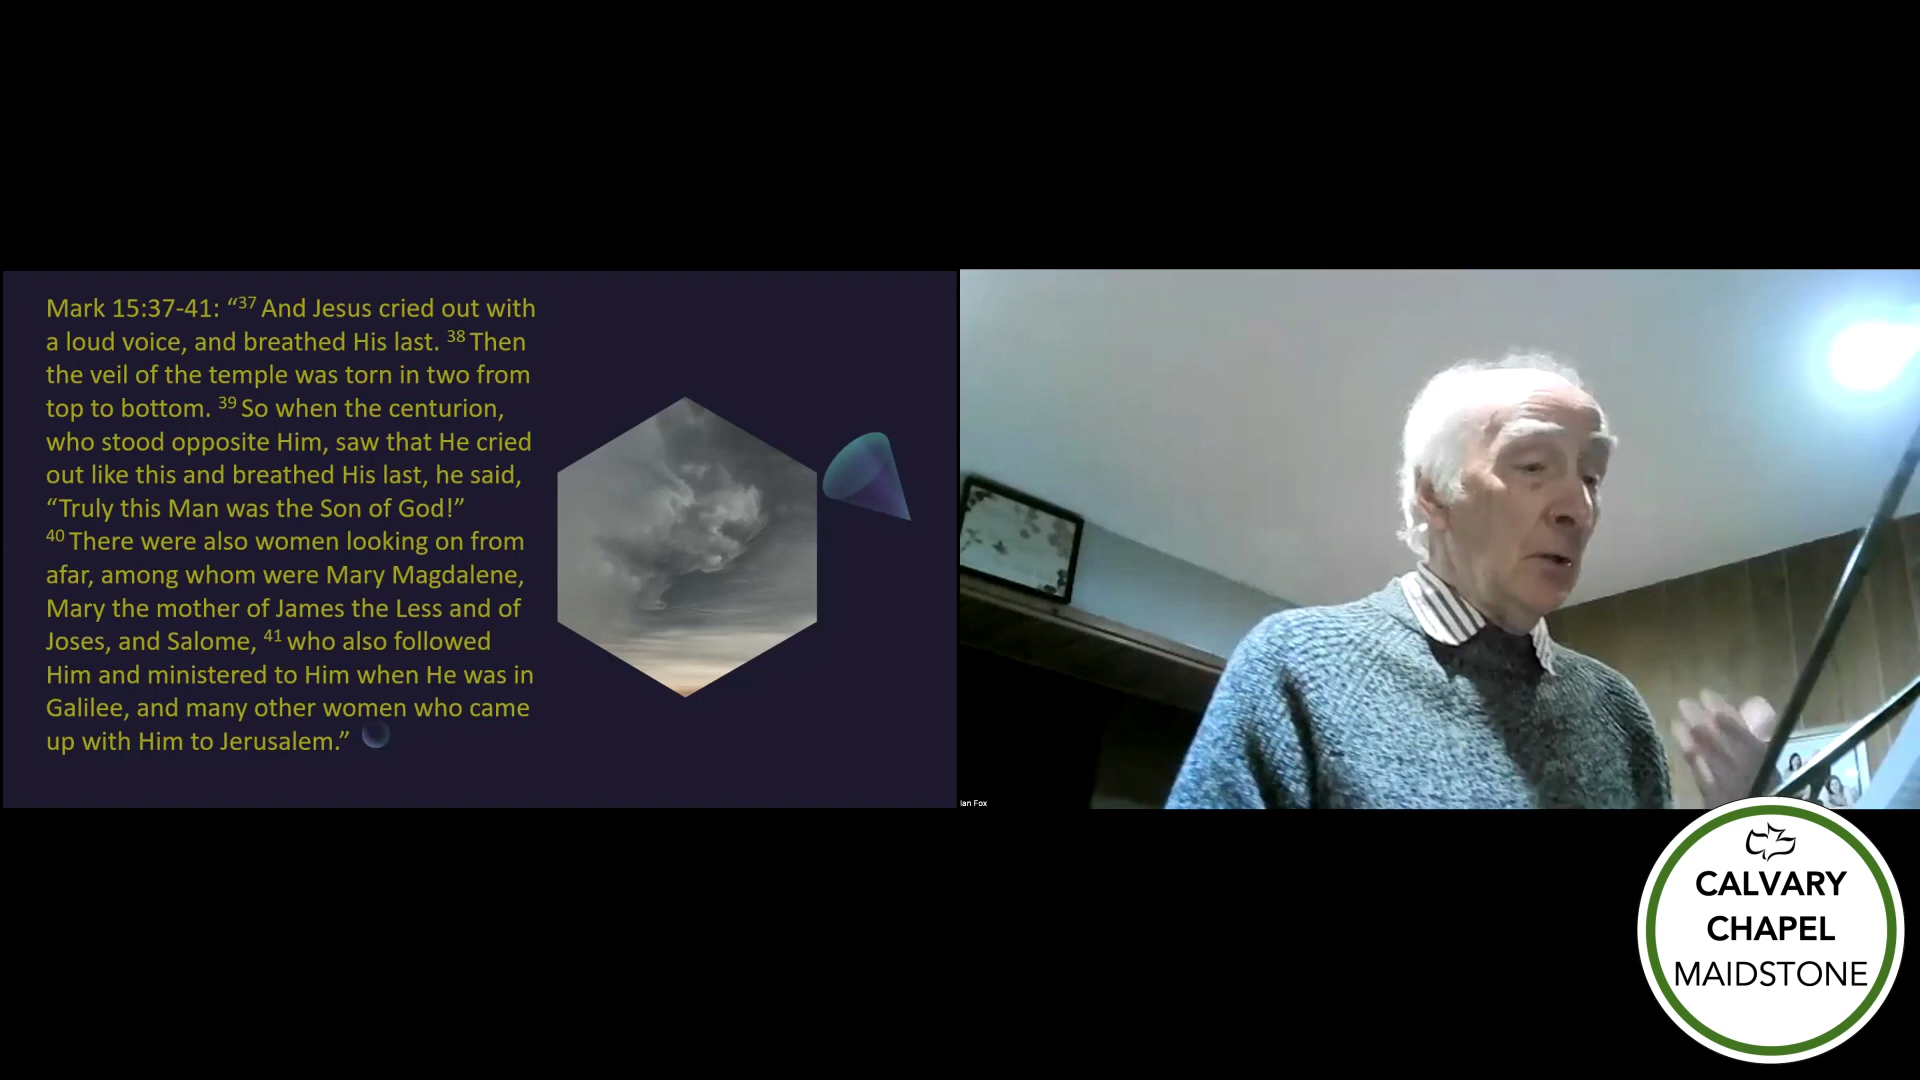 Mark 15:37-41: “37 And Jesus cried out with
a loud voice, and breathed His last. 38 Then
the veil of the temple was torn in two from
top to bottom. 39 So when the centurion,
who stood opposite Him, saw that He cried
out like this and breathed His last, he said,
“Truly this Man was the Son of God!”
40 There were also women looking on from
afar, among whom were Mary Magdalene,
Mary the mother of James the Less and of
Joses, and Salome, 41 who also followed
Him and ministered to Him when He was in
Galilee, and many other women who came
up with Him to Jerusalem.”
Ian Fox
CALVARY
CHAPEL
MAIDSTONE